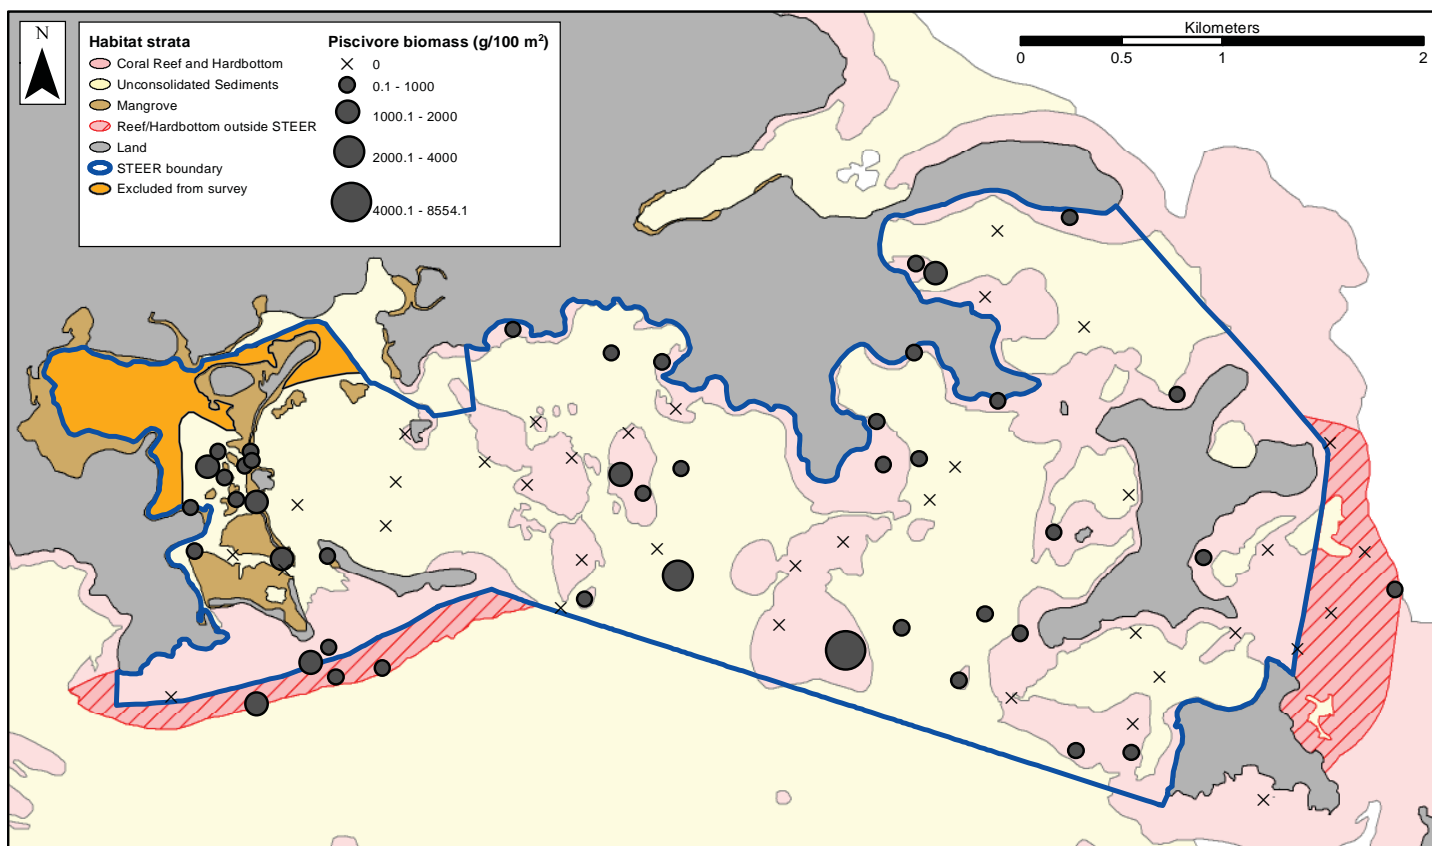 N
Habitat strata
Coral Reef and Hardbottom
Unconsolidated Sediments
Mangrove
Reef/Hardbottom outside STEER
Land
STEER boundary
Excluded from survey
Piscivore biomass (g/100 m²)
0
0.1 - 1000
1000.1 - 2000
2000.1 - 4000
4000.1 - 8554.1
Kilometers
0 0.5 1 2